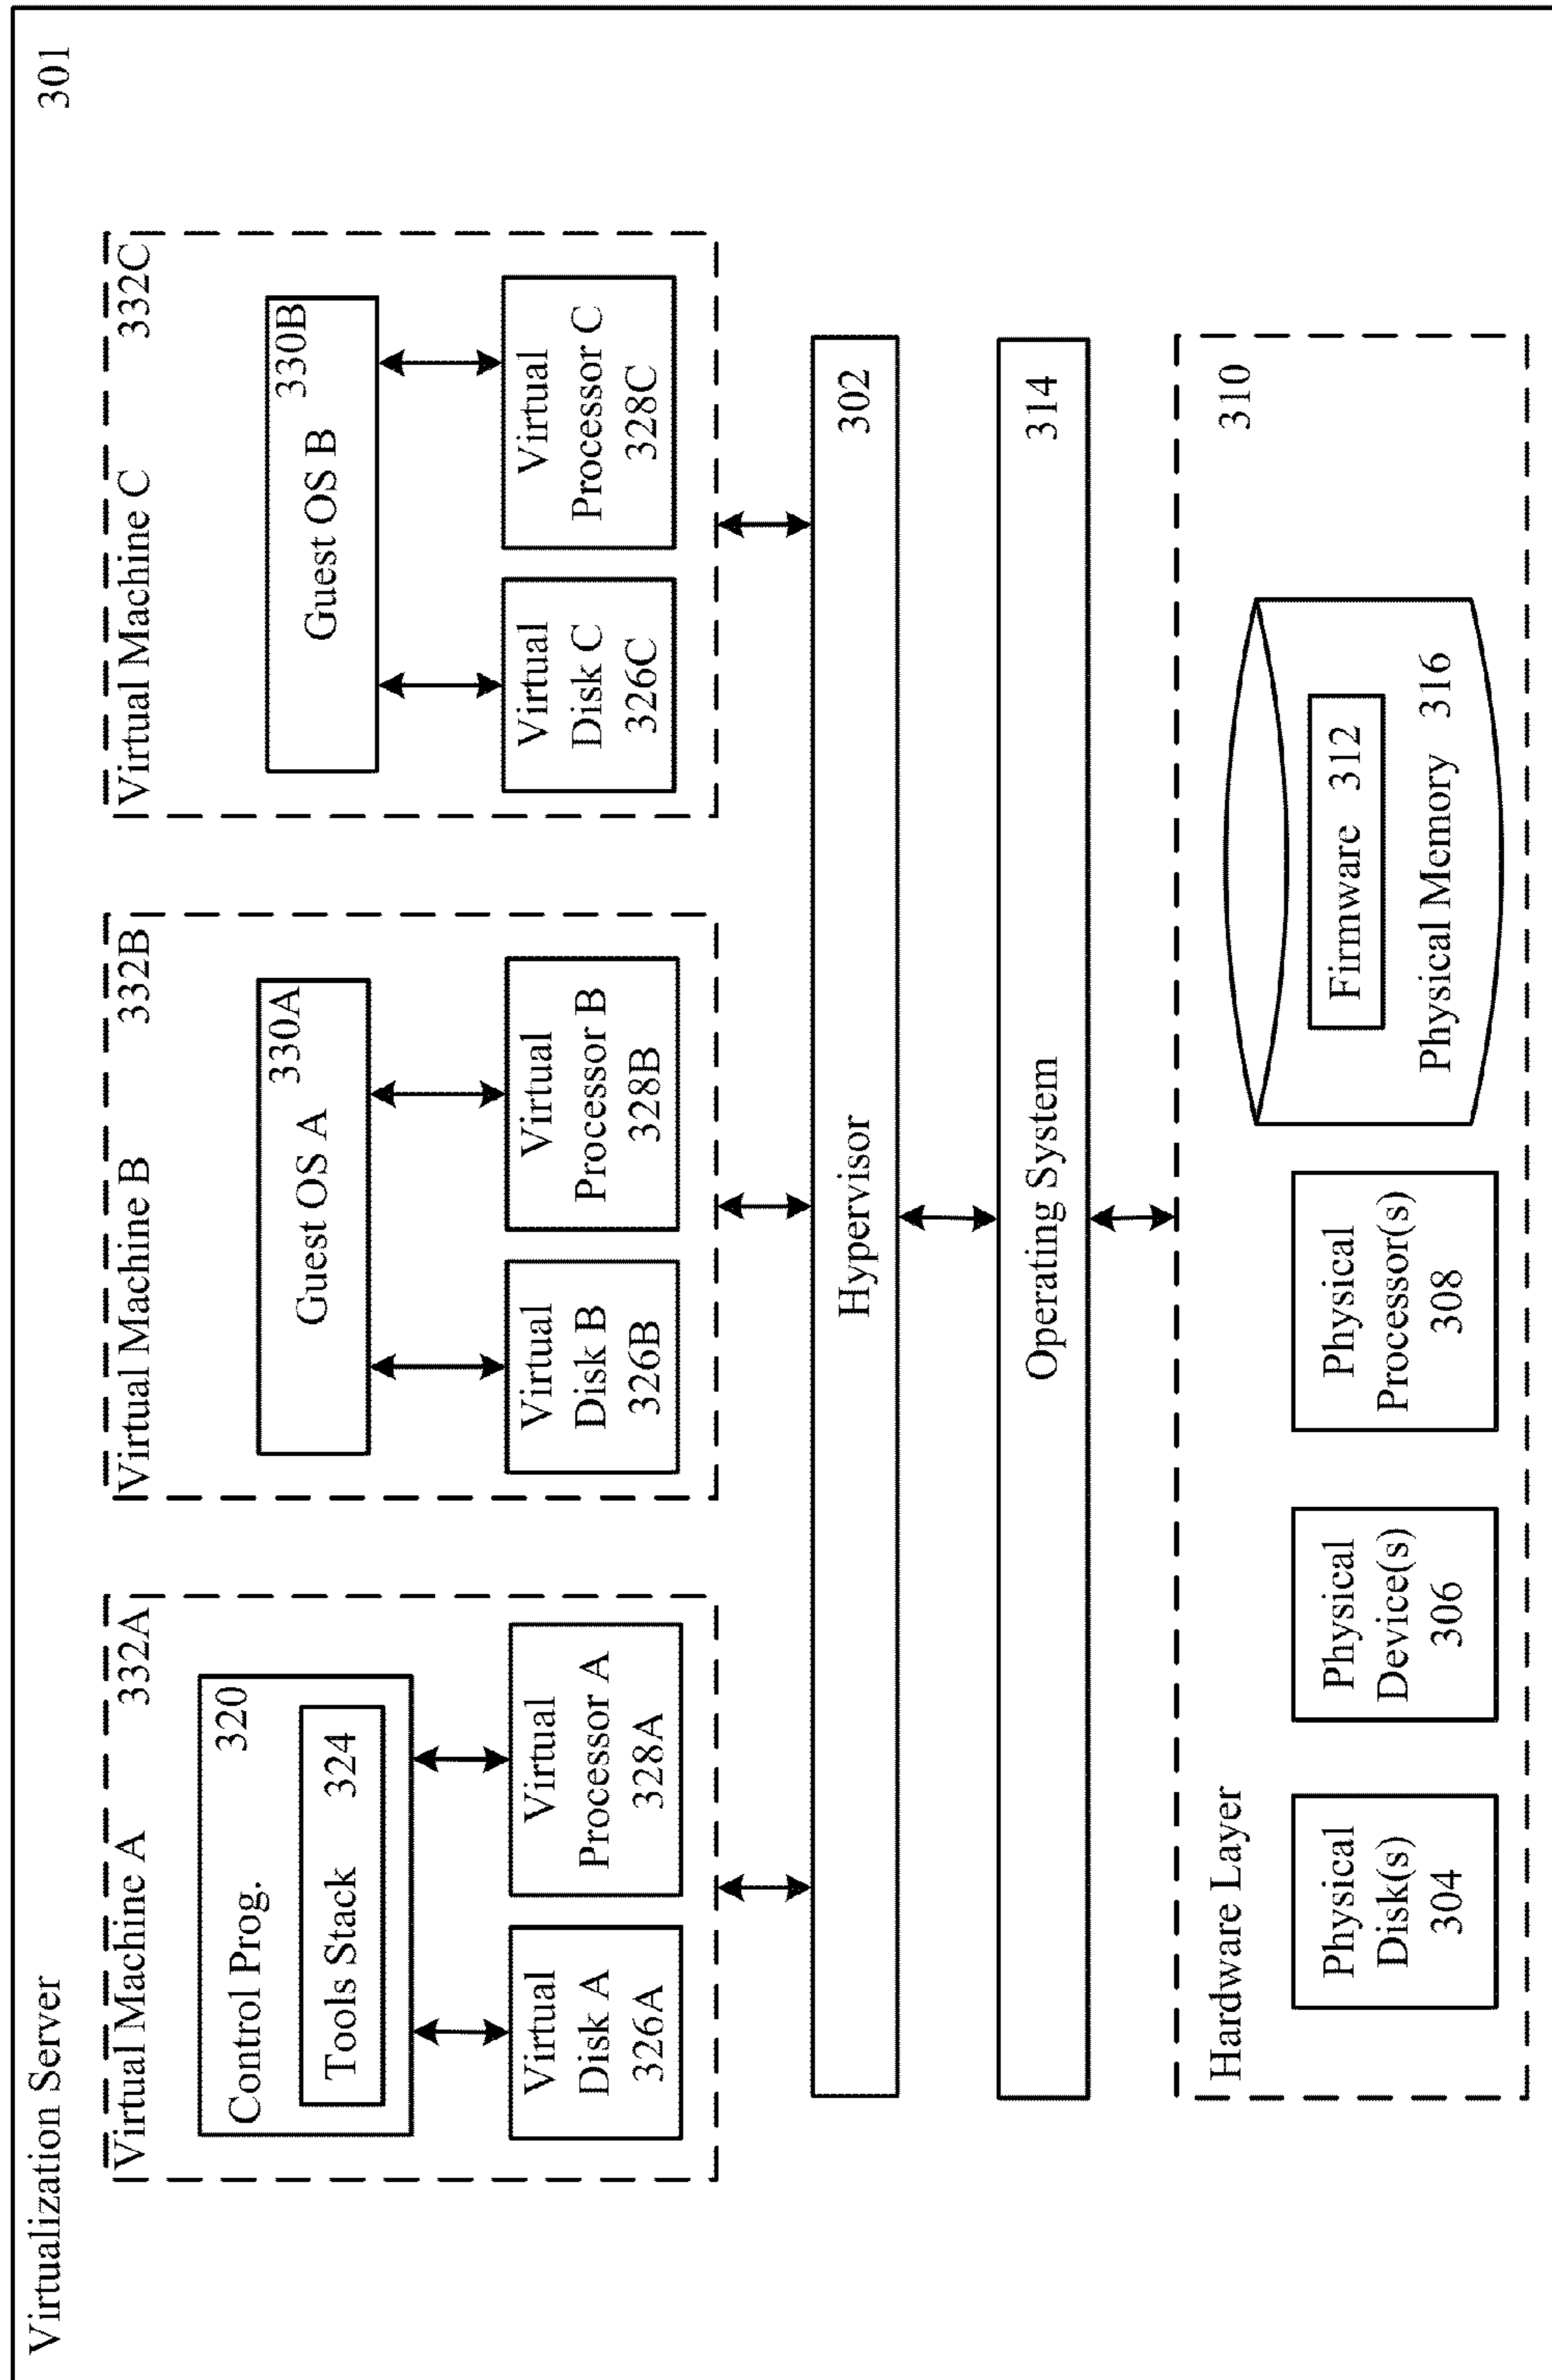 Virtualization Server
301
Virtual Machine A 332A
Control Prog. 320
Tools Stack 324
Virtual
Disk A
326A
Virtual
Processor A
328A
Virtual Machine B 332B
330A
Guest OS A
Virtual
Disk B
326B
Virtual
Processor B
328B
Virtual Machine C 332C
330B
Guest OS B
Virtual
Disk C
326C
Virtual
Processor C
328C
Hypervisor 302
Operating System 314
Hardware Layer 310
Physical
Disk(s)
304
Physical
Device(s)
306
Physical
Processor(s)
308
Firmware 312
Physical Memory 316